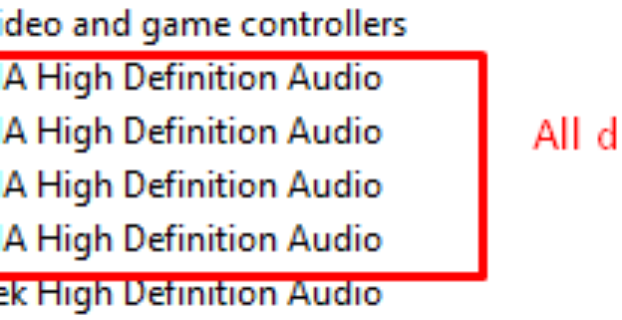 ideo and game controllers
A High Definition Audio
A High Definition Audio
All d
A High Definition Audio
A High Definition Audio
ek High Definition Audio